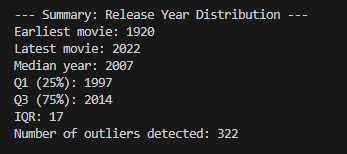 --- Summary: Release Year Distribution ---
Earliest movie: 1920
Latest movie: 2022
Median year: 2007
Q1 (25%): 1997
Q3 (75%): 2014
IQR: 17
Number of outliers detected: 322